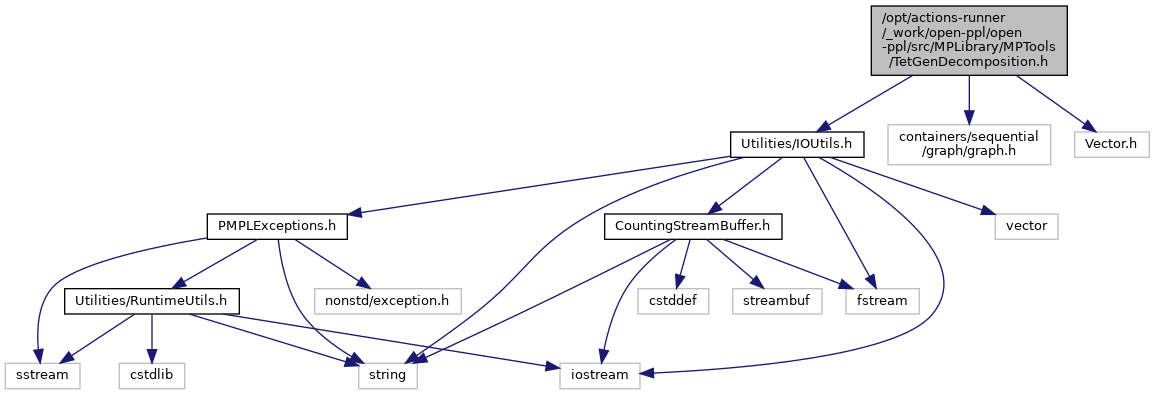 /opt/actions-runner
/_work/open-ppl/open
-ppl/src/MPLibrary/MPTools
/TetGenDecomposition.h
Utilities/IOUtils.h
containers/sequential
/graph/graph.h
Vector.h
PMPLExceptions.h
CountingStreamBuffer.h
vector
Utilities/RuntimeUtils.h
nonstd/exception.h
cstddef
streambuf
fstream
sstream
cstdlib
string
iostream